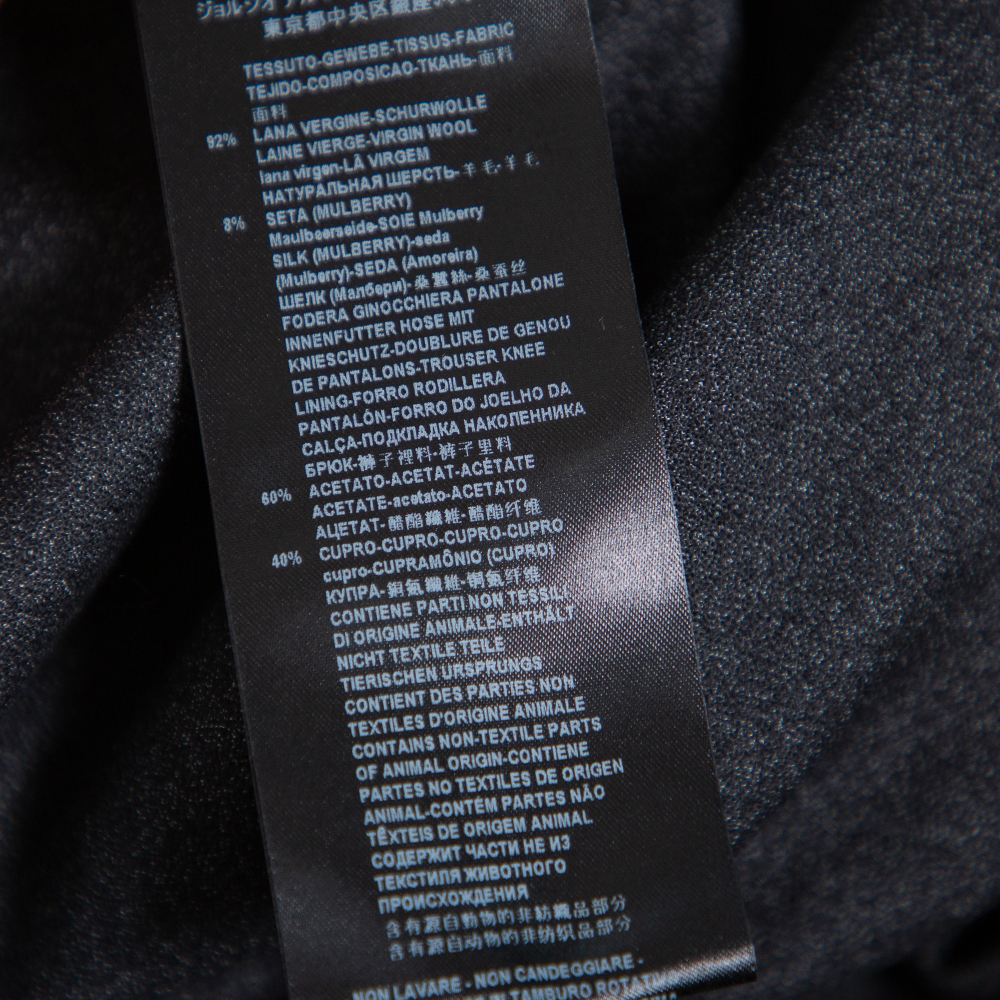 東京都中央区銀座
TESSUTO-GEWEBE-TISSUS-FABRIC
TEJIDO-COMPOSICAO-ТКАНЬ-面料
面料
92% LANA VERGINE-SCHURWOLLE
LAINE VIERGE-VIRGIN WOOL
lana virgen-LÃ VIRGEM
НАТУРАЛЬНАЯ ШЕРСТЬ-羊毛-羊毛
8% SETA (MULBERRY)
Maulbeerseide-SOIE Mulberry
SILK (MULBERRY)-seda
(Mulberry)-SEDA (Amoreira)
ШЕЛК (Малбери)-桑蠶絲-桑蚕丝
FODERA GINOCCHIERA PANTALONE
INNENFUTTER HOSE MIT
KNIESCHUTZ-DOUBLURE DE GENOU
DE PANTALONS-TROUSER KNEE
LINING-FORRO RODILLERA
PANTALÓN-FORRO DO JOELHO DA
CALÇA-ПОДКЛАДКА НАКОЛЕННИКА
БРЮК-褲子裡料-裤子里料
60% ACETATO-ACETAT-ACÉTATE
ACETATE-acetato-ACETATO
АЦЕТАТ-醋酯纖維-醋酯纤维
40% CUPRO-CUPRO-CUPRO-CUPRO
cupro-CUPRAMÔNIO (CUPRO)
КУПРА-銅氨纖維-铜氨纤维
CONTIENE PARTI NON TESSILI
DI ORIGINE ANIMALE-ENTHÄLT
NICHT TEXTILE TEILE
TIERISCHEN URSPRUNGS
CONTIENT DES PARTIES NON
TEXTILES D'ORIGINE ANIMALE
CONTAINS NON-TEXTILE PARTS
OF ANIMAL ORIGIN-CONTIENE
PARTES NO TEXTILES DE ORIGEN
ANIMAL-CONTÉM PARTES NÃO
TÊXTEIS DE ORIGEM ANIMAL
СОДЕРЖИТ ЧАСТИ НЕ ИЗ
ТЕКСТИЛЯ ЖИВОТНОГО
ПРОИСХОЖДЕНИЯ
含有源自動物的非紡織品部分
含有源自动物的非纺织品部分
NON LAVARE - NON CANDEGGIARE -
IN TAMBURO